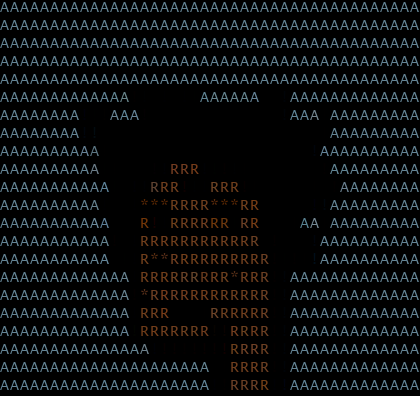 AAAAAAAAAAAAAAAAAAAAAAAAAAAAAAAAAAAAAAAAAA
AAAAAAAAAAAAAAAAAAAAAAAAAAAAAAAAAAAAAAAAAA
AAAAAAAAAAAAAAAAAAAAAAAAAAAAAAAAAAAAAAAAAA
AAAAAAAAAAAAAAAAAAAAAAAAAAAAAAAAAAAAAAAAAA
AAAAAAAAAAAAAAAAAAAAAAAAAAAAAAAAAAAAAAAAAA
AAAAAAAAAAAAA       AAAAAA   AAAAAAAAAAAAA
AAAAAAAA   AAA               AAA AAAAAAAAA
AAAAAAAA                         AAAAAAAAA
AAAAAAAAAA                      AAAAAAAAAA
AAAAAAAAAA       RRR             AAAAAAAAA
AAAAAAAAAAA    RRR   RRR          AAAAAAAA
AAAAAAAAAA    ***RRRR***RR       AAAAAAAAA
AAAAAAAAAAA   R  RRRRRR RR    AA AAAAAAAAA
AAAAAAAAAAA   RRRRRRRRRRRR      AAAAAAAAAA
AAAAAAAAAAA   R**RRRRRRRRRR     AAAAAAAAAA
AAAAAAAAAAAAA RRRRRRRRR*RRR  AAAAAAAAAAAAA
AAAAAAAAAAAAA *RRRRRRRRRRRR  AAAAAAAAAAAAA
AAAAAAAAAAA   RRR   RRRRRRR  AAAAAAAAAAAAA
AAAAAAAAAAA   RRRRRRR  RRRR  AAAAAAAAAAAAA
AAAAAAAAAAAAAAA        RRRR  AAAAAAAAAAAAA
AAAAAAAAAAAAAAAAAAAAA  RRRR  AAAAAAAAAAAAA
AAAAAAAAAAAAAAAAAAAAA  RRRR  AAAAAAAAAAAAA